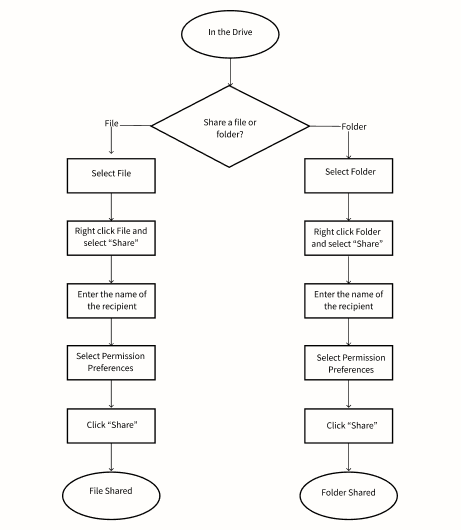 In the Drive
Share a file or
folder?
File
Folder
Select File
Select Folder
Right click File and
select “Share”
Right click Folder
and select “Share”
Enter the name of
the recipient
Enter the name of
the recipient
Select Permission
Preferences
Select Permission
Preferences
Click “Share”
Click “Share”
File Shared
Folder Shared